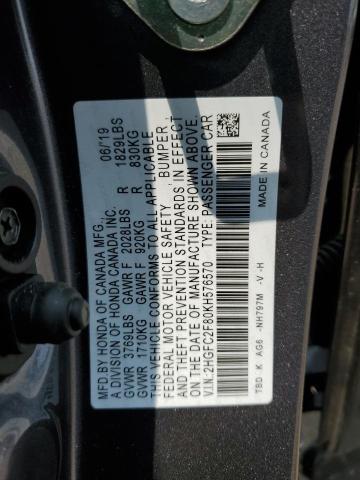 MFD. BY HONDA OF CANADA MFG. 06/'19
A DIVISION OF HONDA CANADA INC.
GVWR 3769LBS GAWR F 2028LBS R 1829LBS
GVWR 1710KG GAWR F 920KG R 830KG
THIS VEHICLE CONFORMS TO ALL APPLICABLE
FEDERAL MOTOR VEHICLE SAFETY BUMPER,
AND THEFT PREVENTION STANDARDS IN EFFECT
ON THE DATE OF MANUFACTURE SHOWN ABOVE.
V.I.N.: 2HGFC2F80KH576570 TYPE: PASSENGER CAR
TBD - K AG6 -NH797M -V -H MADE IN CANADA